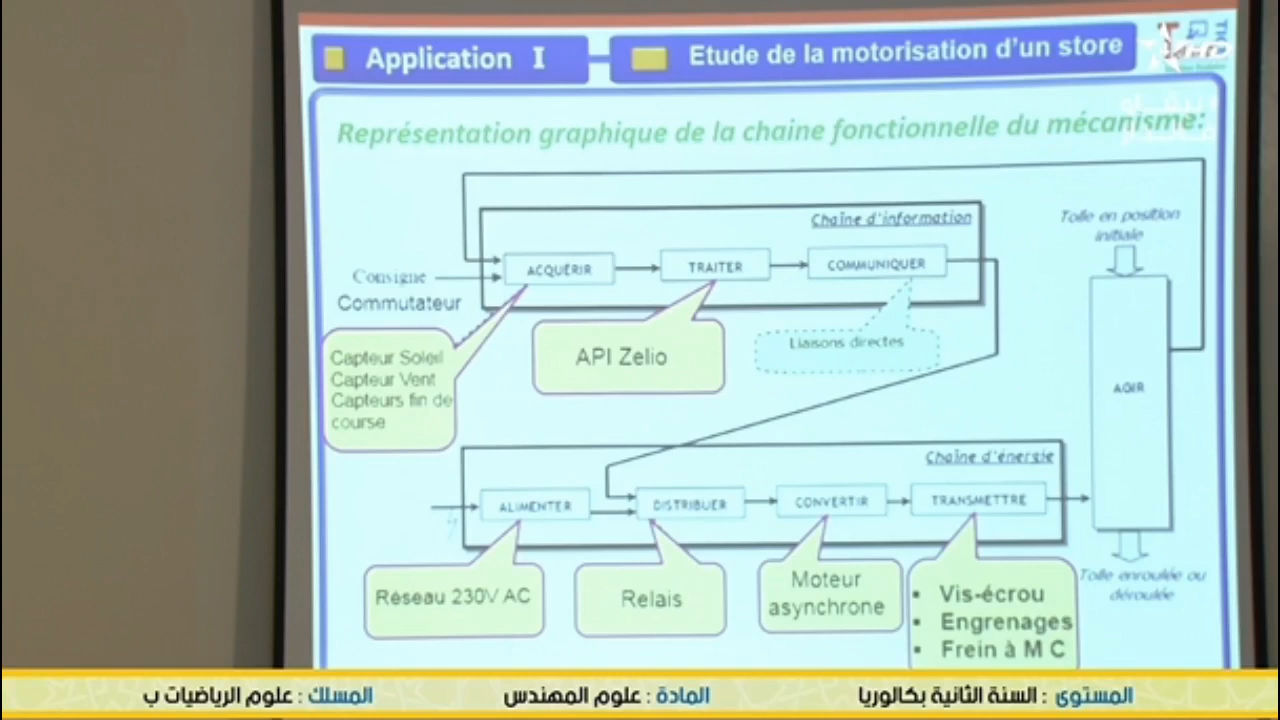 Application I
Etude de la motorisation d'un store
HD
Représentation graphique de la chaine fonctionnelle du mécanisme:
Chaîne d'information
Toile en position
initiale
ACQUÉRIR
TRAITER
COMMUNIQUER
Consigne
Commutateur
Capteur Soleil
Capteur Vent
Capteurs fin de
course
API Zelio
Liaisons directes
AGIR
Chaîne d'énergie
ALIMENTER
DISTRIBUER
CONVERTIR
TRANSMETTRE
Réseau 230V AC
Relais
Moteur
asynchrone
▪ Vis-écrou
▪ Engrenages
▪ Frein à M C
Toile enroulée ou
déroulée
المستوى : السنة الثانية بكالوريا
المادة : علوم المهندس
المسلك : علوم الرياضيات ب